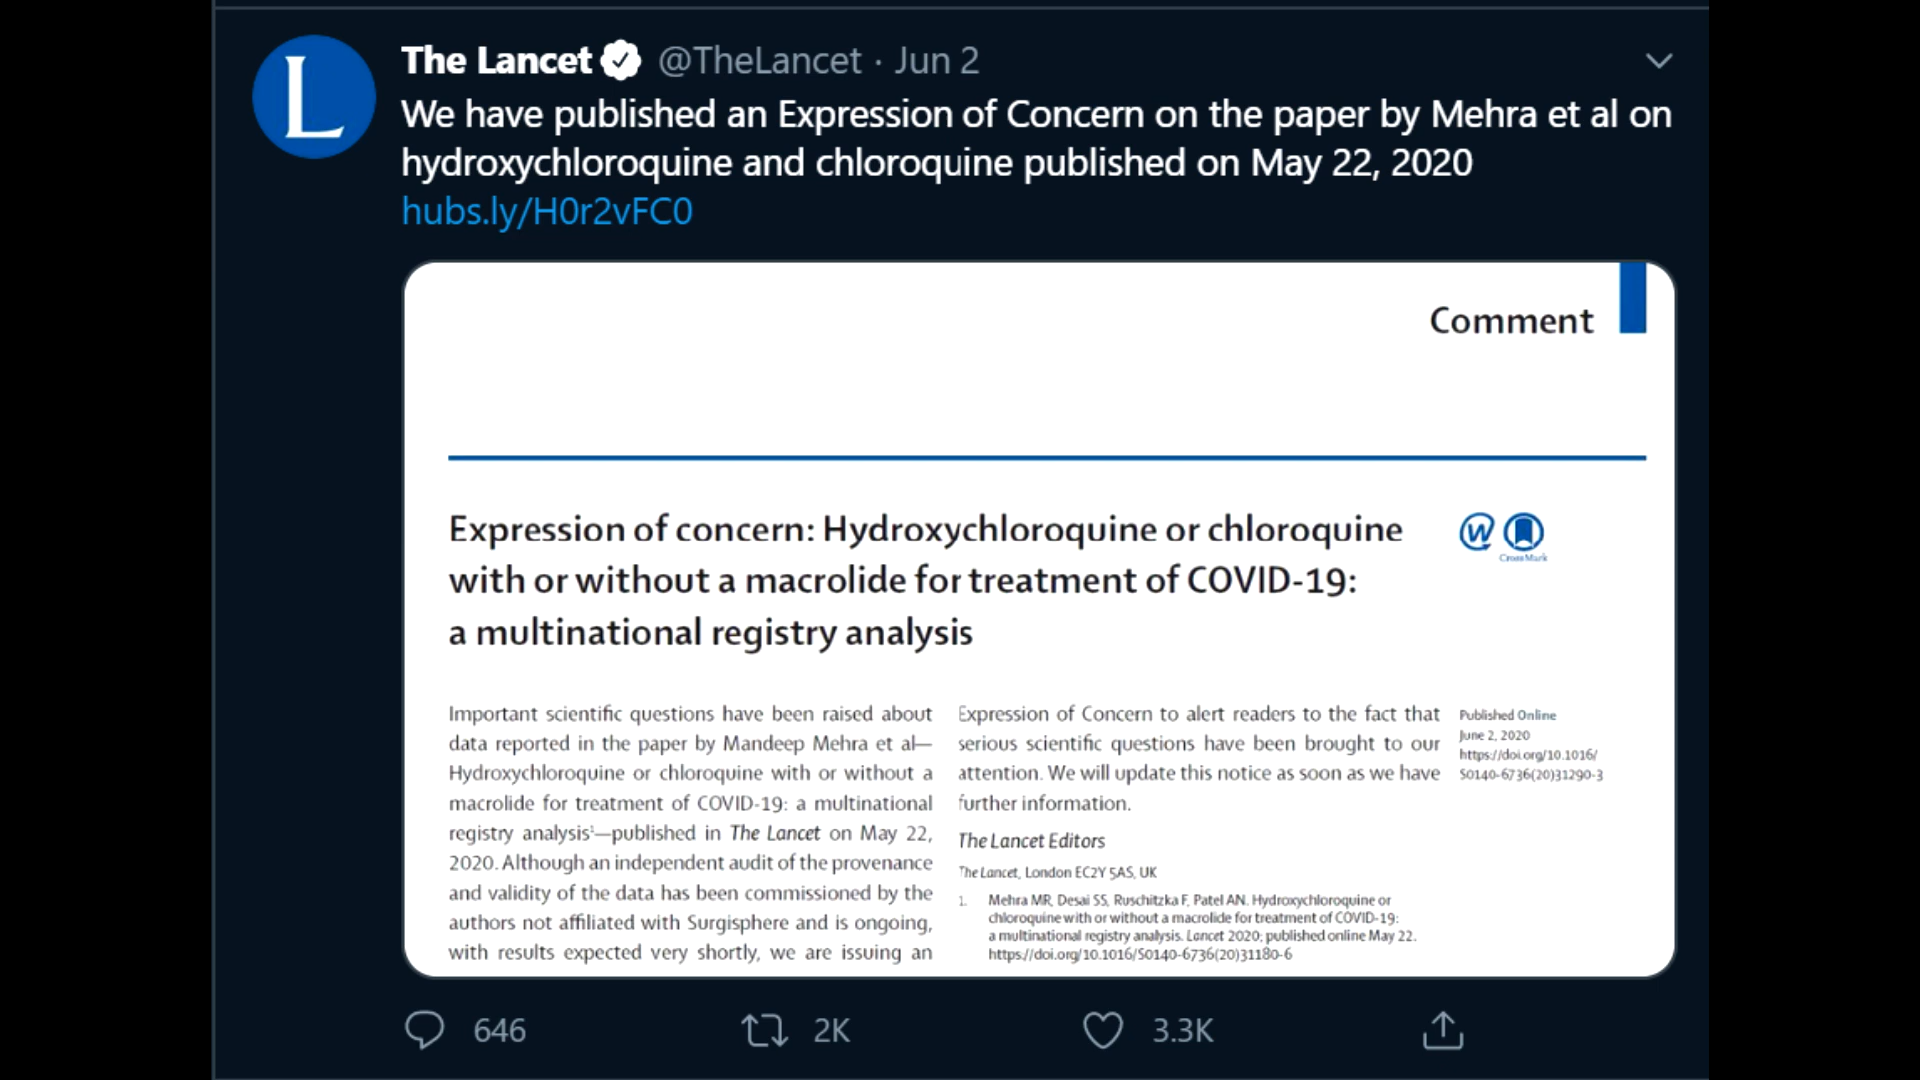 L
The Lancet @TheLancet · Jun 2
We have published an Expression of Concern on the paper by Mehra et al on
hydroxychloroquine and chloroquine published on May 22, 2020
hubs.ly/H0r2vFC0
Comment
Expression of concern: Hydroxychloroquine or chloroquine
with or without a macrolide for treatment of COVID-19:
a multinational registry analysis
W
CrossMark
Important scientific questions have been raised about
data reported in the paper by Mandeep Mehra et al—
Hydroxychloroquine or chloroquine with or without a
macrolide for treatment of COVID-19: a multinational
registry analysis¹—published in The Lancet on May 22,
2020. Although an independent audit of the provenance
and validity of the data has been commissioned by the
authors not affiliated with Surgisphere and is ongoing,
with results expected very shortly, we are issuing an
Expression of Concern to alert readers to the fact that
serious scientific questions have been brought to our
attention. We will update this notice as soon as we have
further information.
The Lancet Editors
The Lancet, London EC2Y 5AS, UK
1. Mehra MR, Desai SS, Ruschitzka F, Patel AN. Hydroxychloroquine or
chloroquine with or without a macrolide for treatment of COVID-19:
a multinational registry analysis. Lancet 2020; published online May 22.
https://doi.org/10.1016/S0140-6736(20)31180-6
Published Online
June 2, 2020
https://doi.org/10.1016/
S0140-6736(20)31290-3
646
2K
3.3K